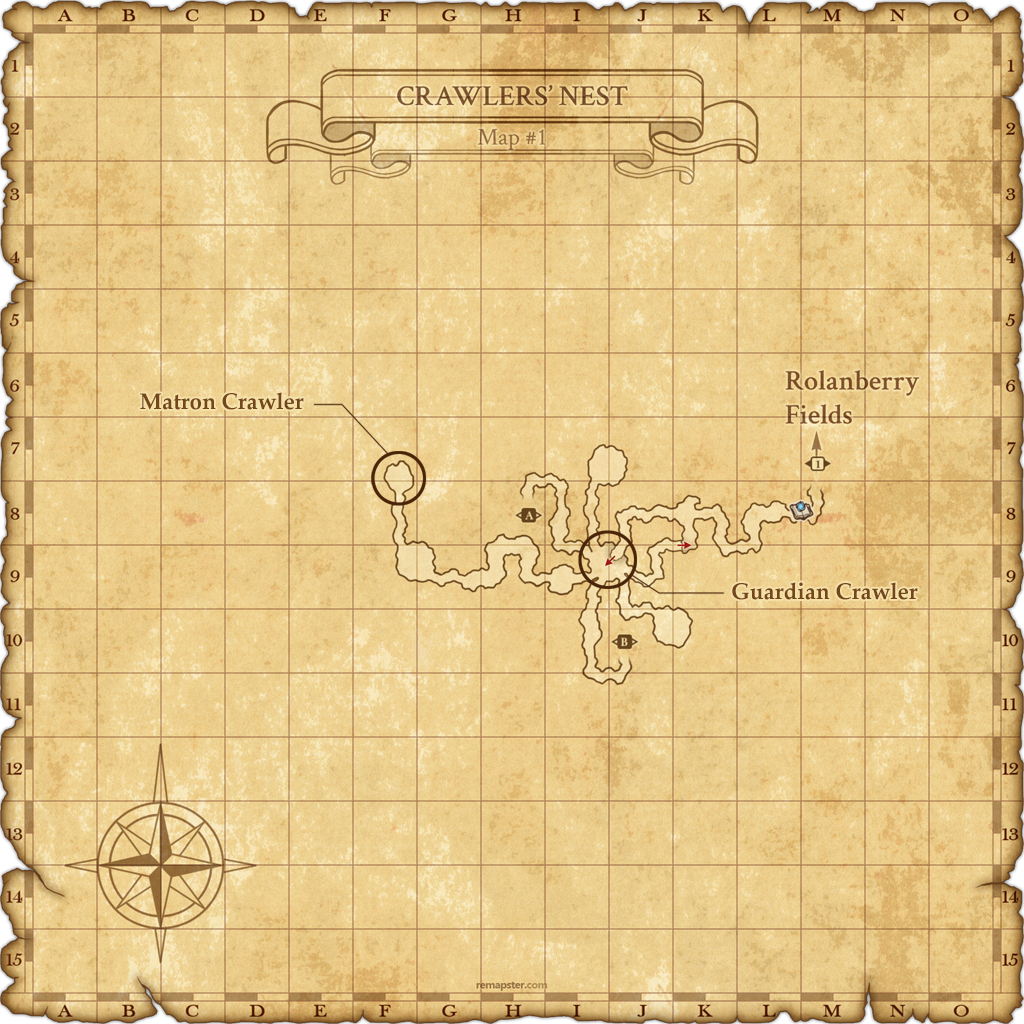 A B C D E F G H I J K L M N O
1 1
CRAWLERS' NEST
2 2
Map #1
3 3
4 4
5 5
6 6
Rolanberry
Fields
Matron Crawler
7 7
1
8 8
A
9 9
Guardian Crawler
10 10
B
11 11
12 12
13 13
14 14
15 15
remapster.com
A B C D E F G H I J K L M N O